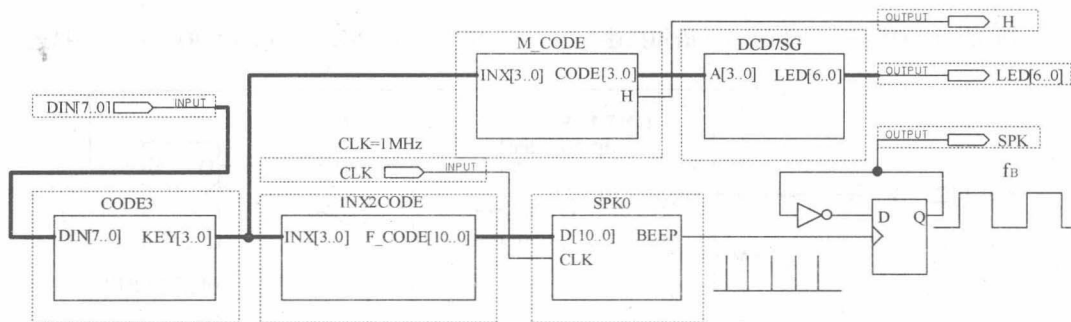 OUTPUT H
M_CODE DCD7SG
INX[3..0] CODE[3..0] A[3..0] LED[6..0] OUTPUT LED[6..0]
H
DIN[7..0] INPUT
OUTPUT SPK
CLK=1MHz
CLK INPUT
fB
CODE3 INX2CODE SPK0
D Q
DIN[7..0] KEY[3..0] INX[3..0] F_CODE[10..0] D[10..0] BEEP
CLK